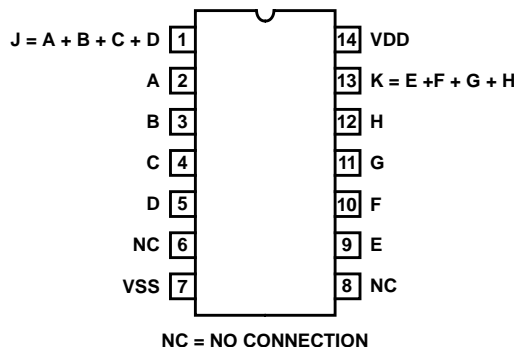 J = A + B + C + D 1 14 VDD
A 2 13 K = E +F + G + H
B 3 12 H
C 4 11 G
D 5 10 F
NC 6 9 E
VSS 7 8 NC
NC = NO CONNECTION